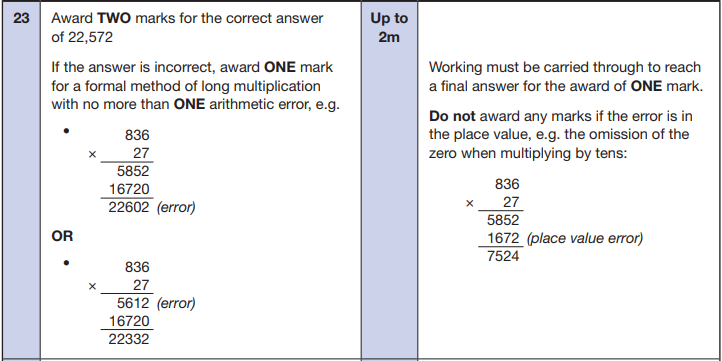 23
Award TWO marks for the correct answer
of 22,572
If the answer is incorrect, award ONE mark
for a formal method of long multiplication
with no more than ONE arithmetic error, e.g.
• 836
× 27
5852
16720
22602 (error)
OR
• 836
× 27
5612 (error)
16720
22332
Up to
2m
Working must be carried through to reach
a final answer for the award of ONE mark.
Do not award any marks if the error is in
the place value, e.g. the omission of the
zero when multiplying by tens:
836
× 27
5852
1672 (place value error)
7524